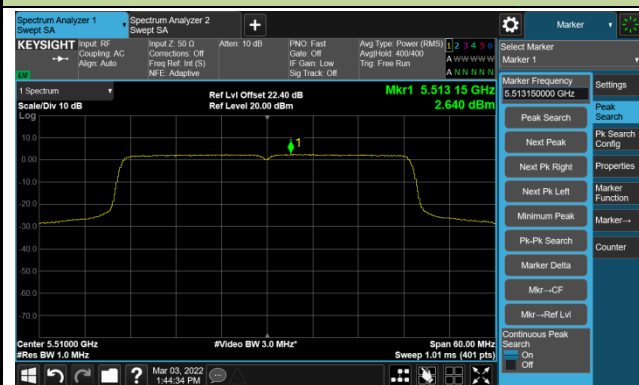 Spectrum Analyzer 1
Swept SA
Spectrum Analyzer 2
Swept SA
+
Marker
KEYSIGHT
Input: RF
Coupling: AC
Align: Auto
Input Z: 50 Ω
Corrections: Off
Freq Ref: Int (S)
NFE: Adaptive
Atten: 10 dB
PNO: Fast
Gate: Off
IF Gain: Low
Sig Track: Off
Avg Type: Power (RMS)
Avg|Hold: 400/400
Trig: Free Run
1 2 3 4 5 6
A W W W W W
A N N N N N
Select Marker
Marker 1
LXI
1 Spectrum
Scale/Div 10 dB
Log
Ref Lvl Offset 22.40 dB
Ref Level 20.00 dBm
Mkr1 5.513 15 GHz
2.640 dBm
10.0
0.00
-10.0
-20.0
-30.0
-40.0
-50.0
-60.0
-70.0
1
Center 5.51000 GHz
#Res BW 1.0 MHz
#Video BW 3.0 MHz*
Span 60.00 MHz
Sweep 1.01 ms (401 pts)
Marker Frequency
5.513150000 GHz
Peak Search
Next Peak
Next Pk Right
Next Pk Left
Minimum Peak
Pk-Pk Search
Marker Delta
Mkr→CF
Mkr→Ref Lvl
Continuous Peak
Search
On
Off
Settings
Peak
Search
Pk Search
Config
Properties
Marker
Function
Marker→
Counter
?
Mar 03, 2022
1:44:34 PM